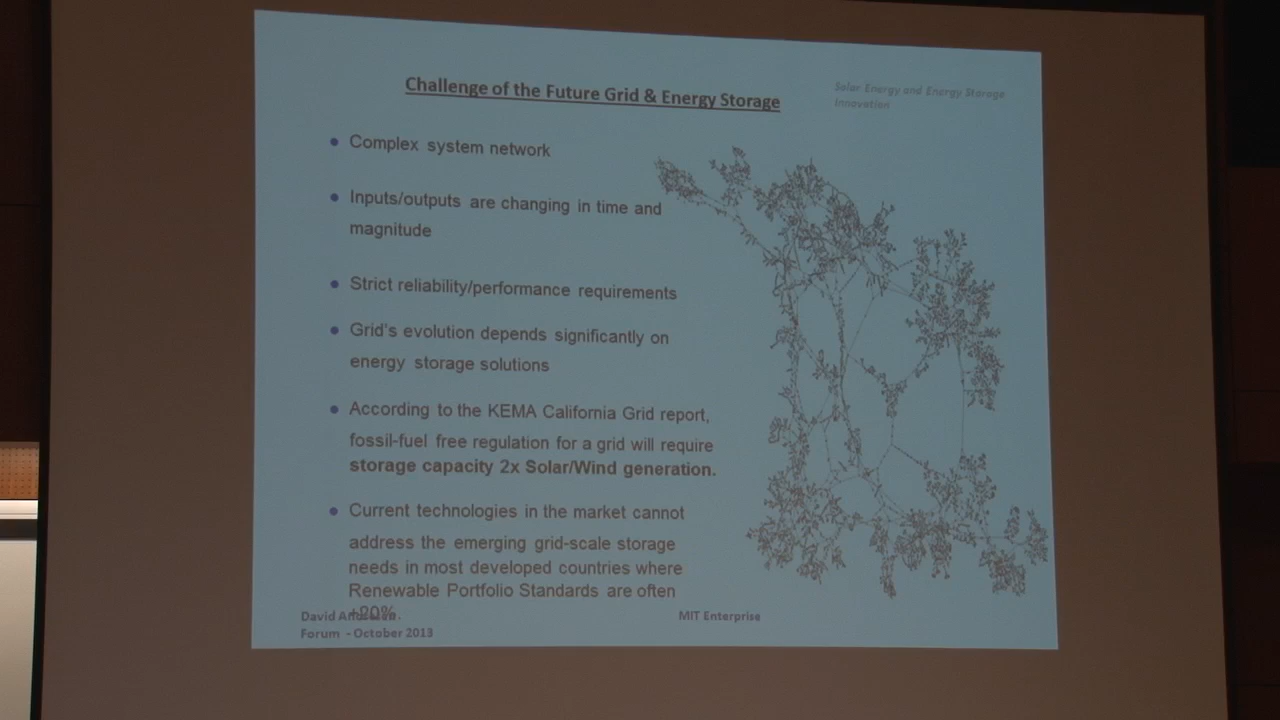 Challenge of the Future Grid & Energy Storage
Solar Energy and Energy Storage
Innovation
Complex system network
Inputs/outputs are changing in time and
magnitude
Strict reliability/performance requirements
Grid's evolution depends significantly on
energy storage solutions
According to the KEMA California Grid report,
fossil-fuel free regulation for a grid will require
storage capacity 2x Solar/Wind generation.
Current technologies in the market cannot
address the emerging grid-scale storage
needs in most developed countries where
Renewable Portfolio Standards are often
+20%.
David
MIT Enterprise
Forum - October 2013